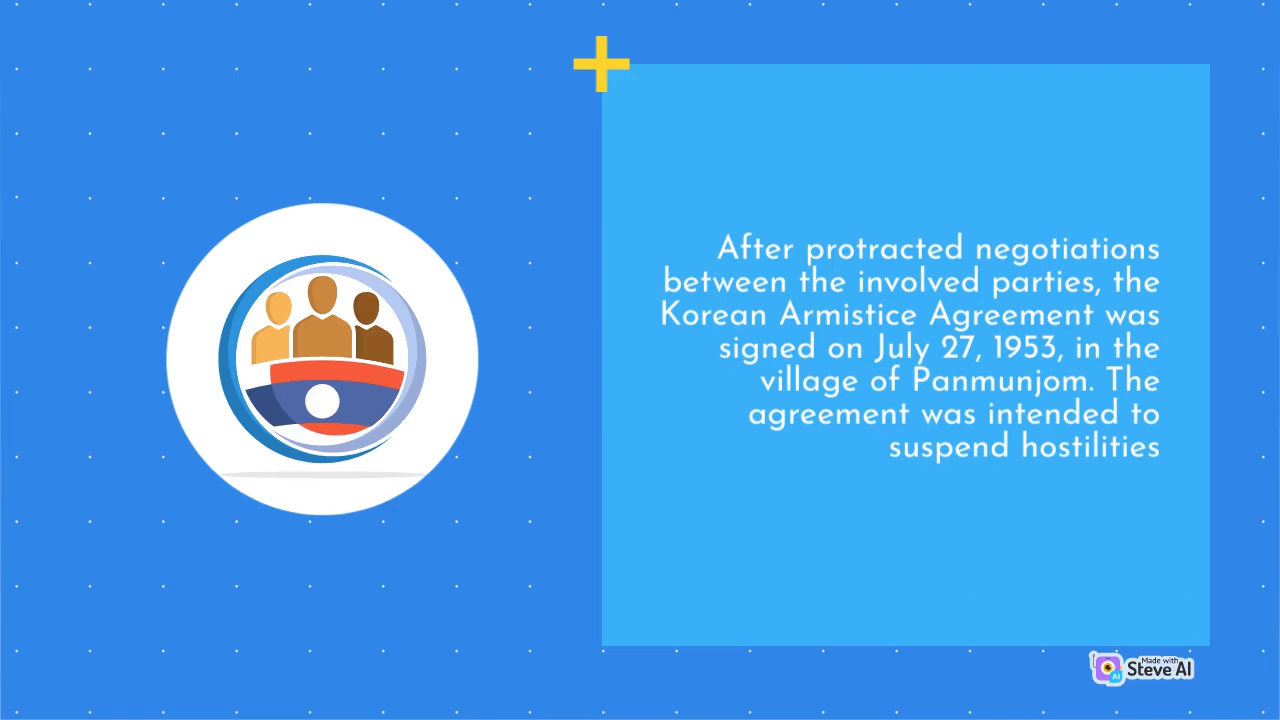 After protracted negotiations
between the involved parties, the
Korean Armistice Agreement was
signed on July 27, 1953, in the
village of Panmunjom. The
agreement was intended to
suspend hostilities
Made with
Steve AI
AI